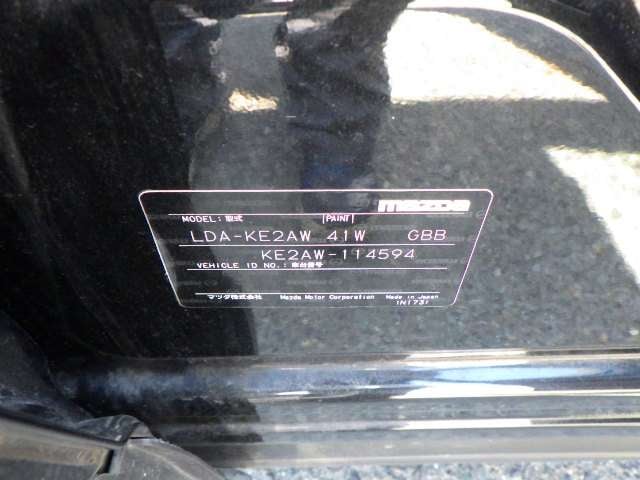 mazda
MODEL: 型式 PAINT
LDA-KE2AW 41W GBB
KE2AW-114594
VEHICLE ID NO.: 車台番号
マツダ株式会社 Mazda Motor Corporation Made in Japan
1N1731